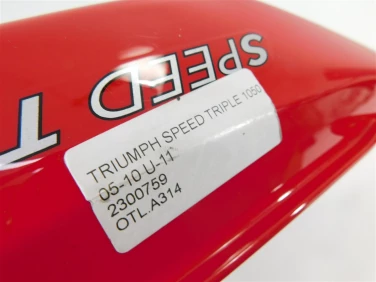 SPEED T
TRIUMPH SPEED TRIPLE 1050
05-10 U-11
2300759
OTL.A314